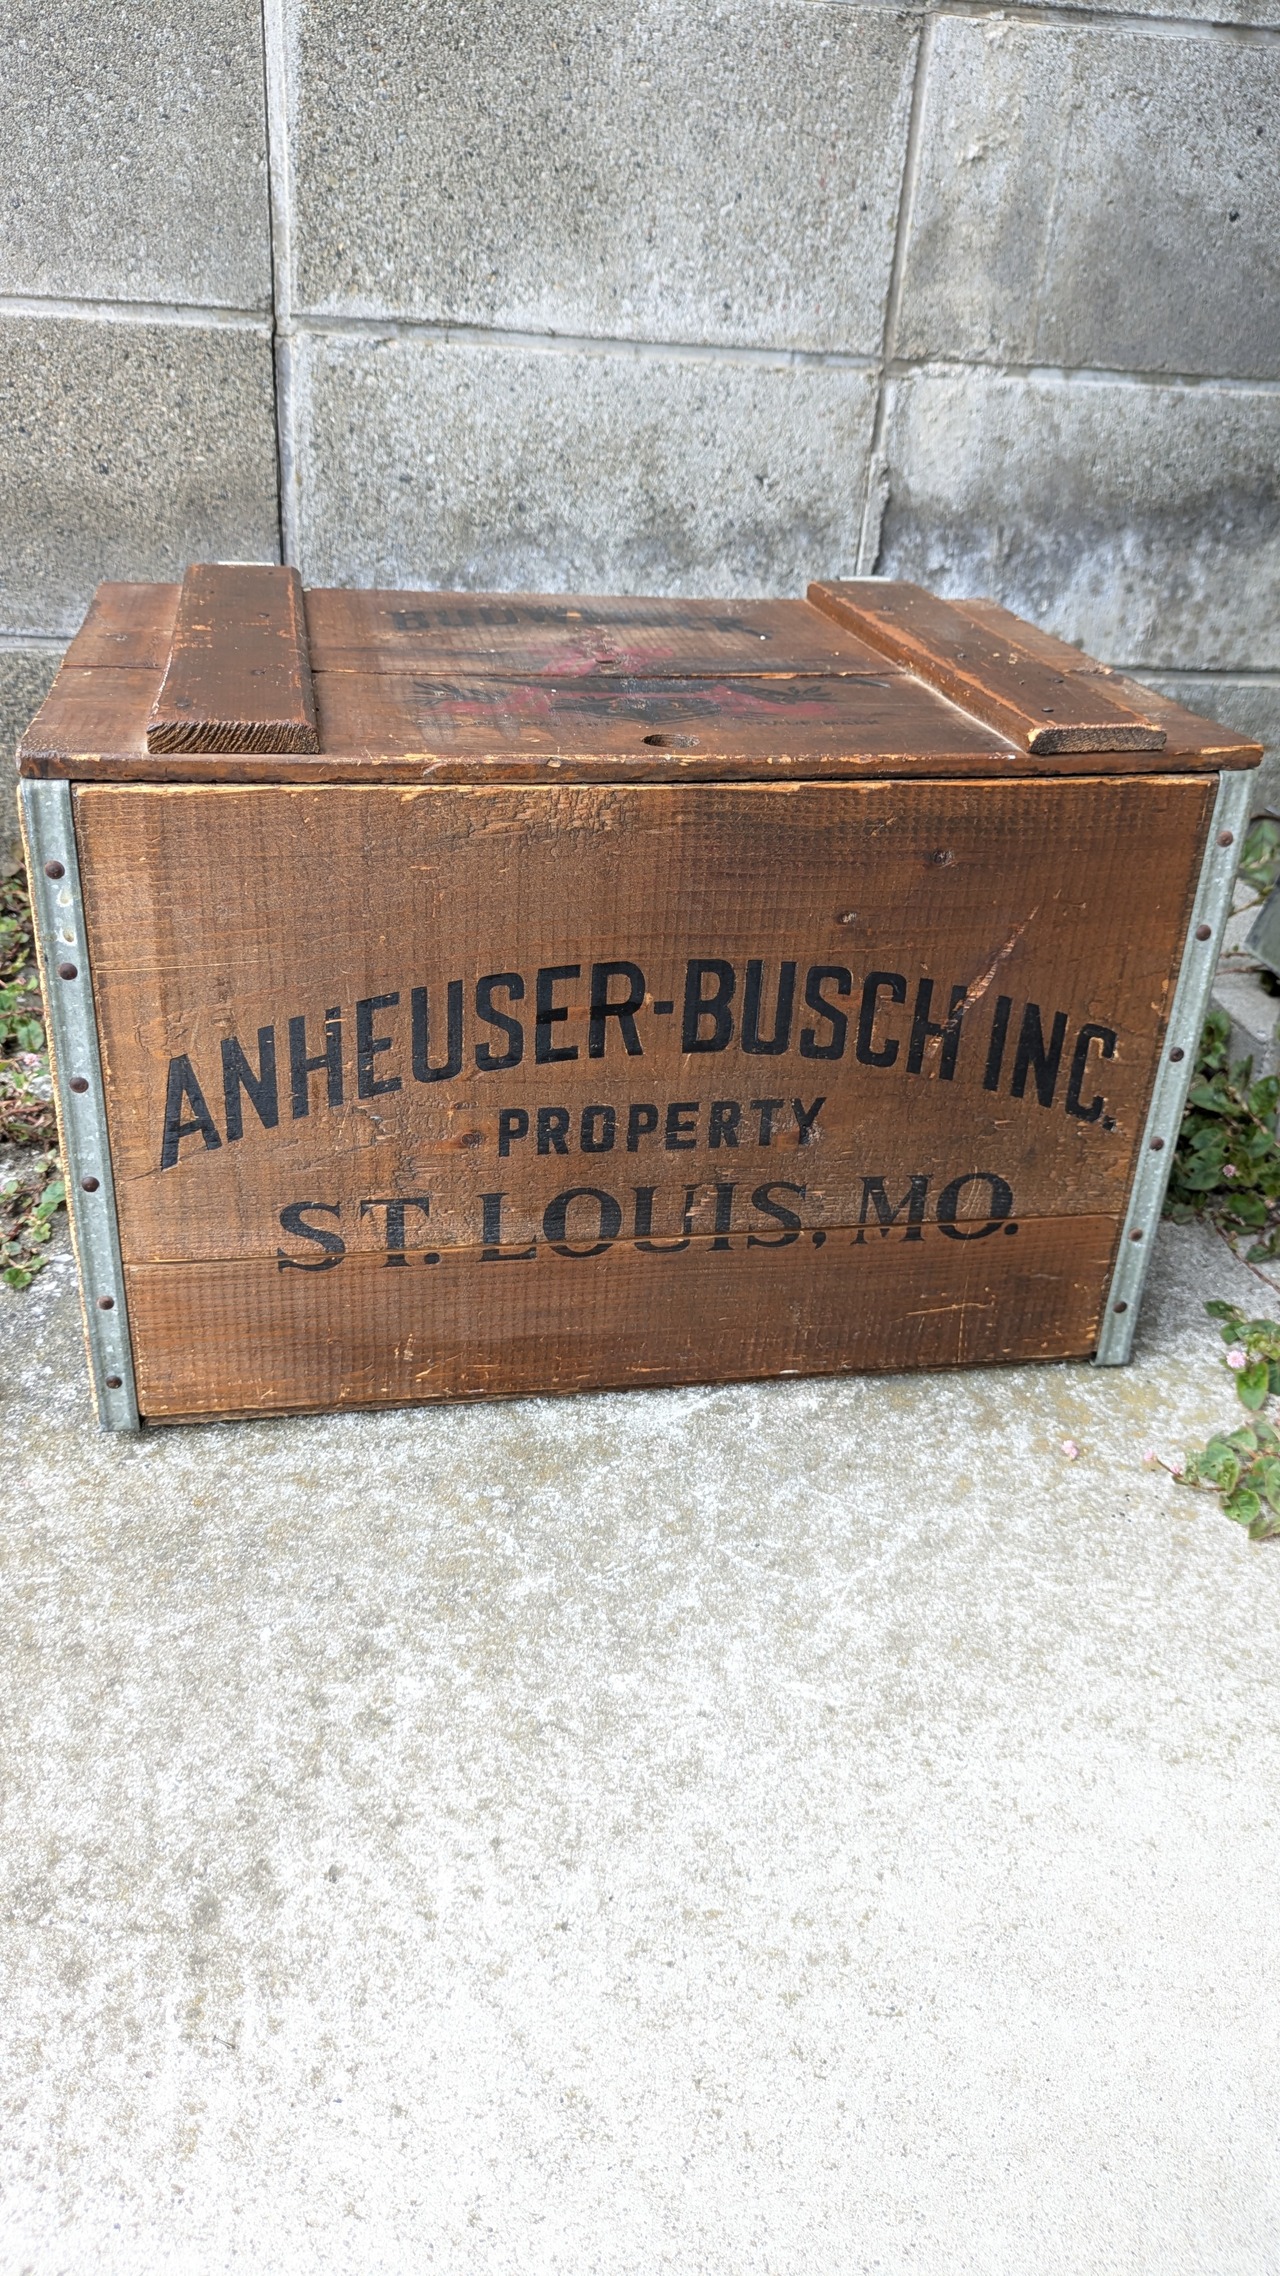 ANHEUSER-BUSCH INC.
PROPERTY
ST. LOUIS, MO.